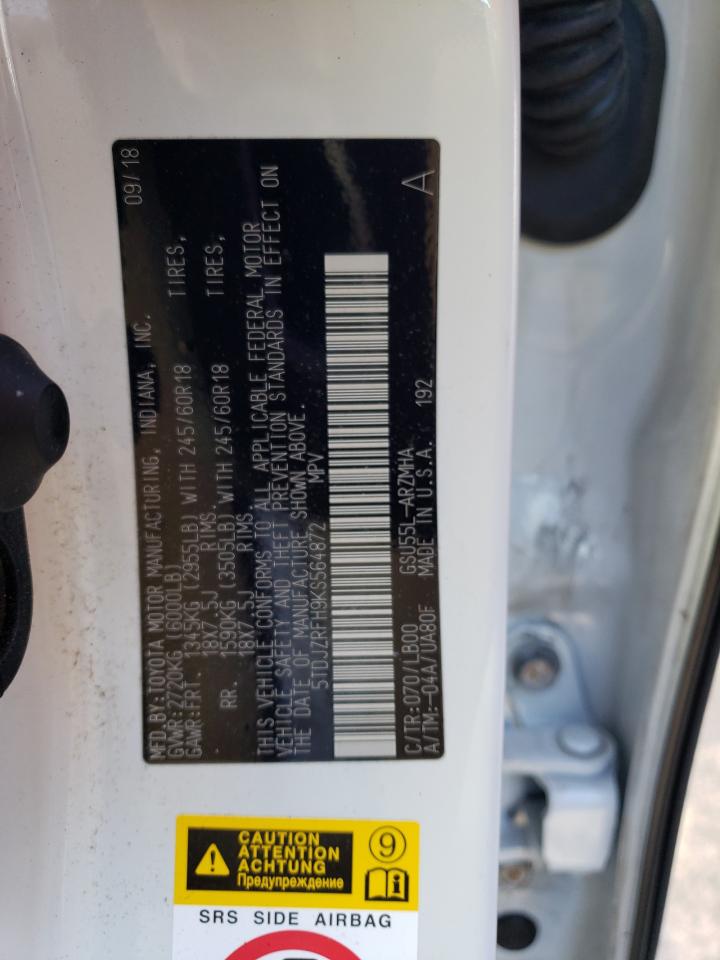 MFD.BY:TOYOTA MOTOR MANUFACTURING, INDIANA, INC. 09/18
GVWR:2720KG (6000LB)
GAWR:FRT. 1345KG (2955LB) WITH 245/60R18 TIRES,
18X7.5J RIMS.
RR. 1590KG (3505LB) WITH 245/60R18 TIRES,
18X7.5J RIMS.
THIS VEHICLE CONFORMS TO ALL APPLICABLE FEDERAL MOTOR
VEHICLE SAFETY AND THEFT PREVENTION STANDARDS IN EFFECT ON
THE DATE OF MANUFACTURE SHOWN ABOVE.
5TDJZRFH9KS564872 MPV
C/TR:070/LB00 GSU55L-ARZMHA A
A/TM:-04A/UA80F MADE IN U.S.A. 192
CAUTION
ATTENTION
ACHTUNG
Предупреждение
9
SRS SIDE AIRBAG